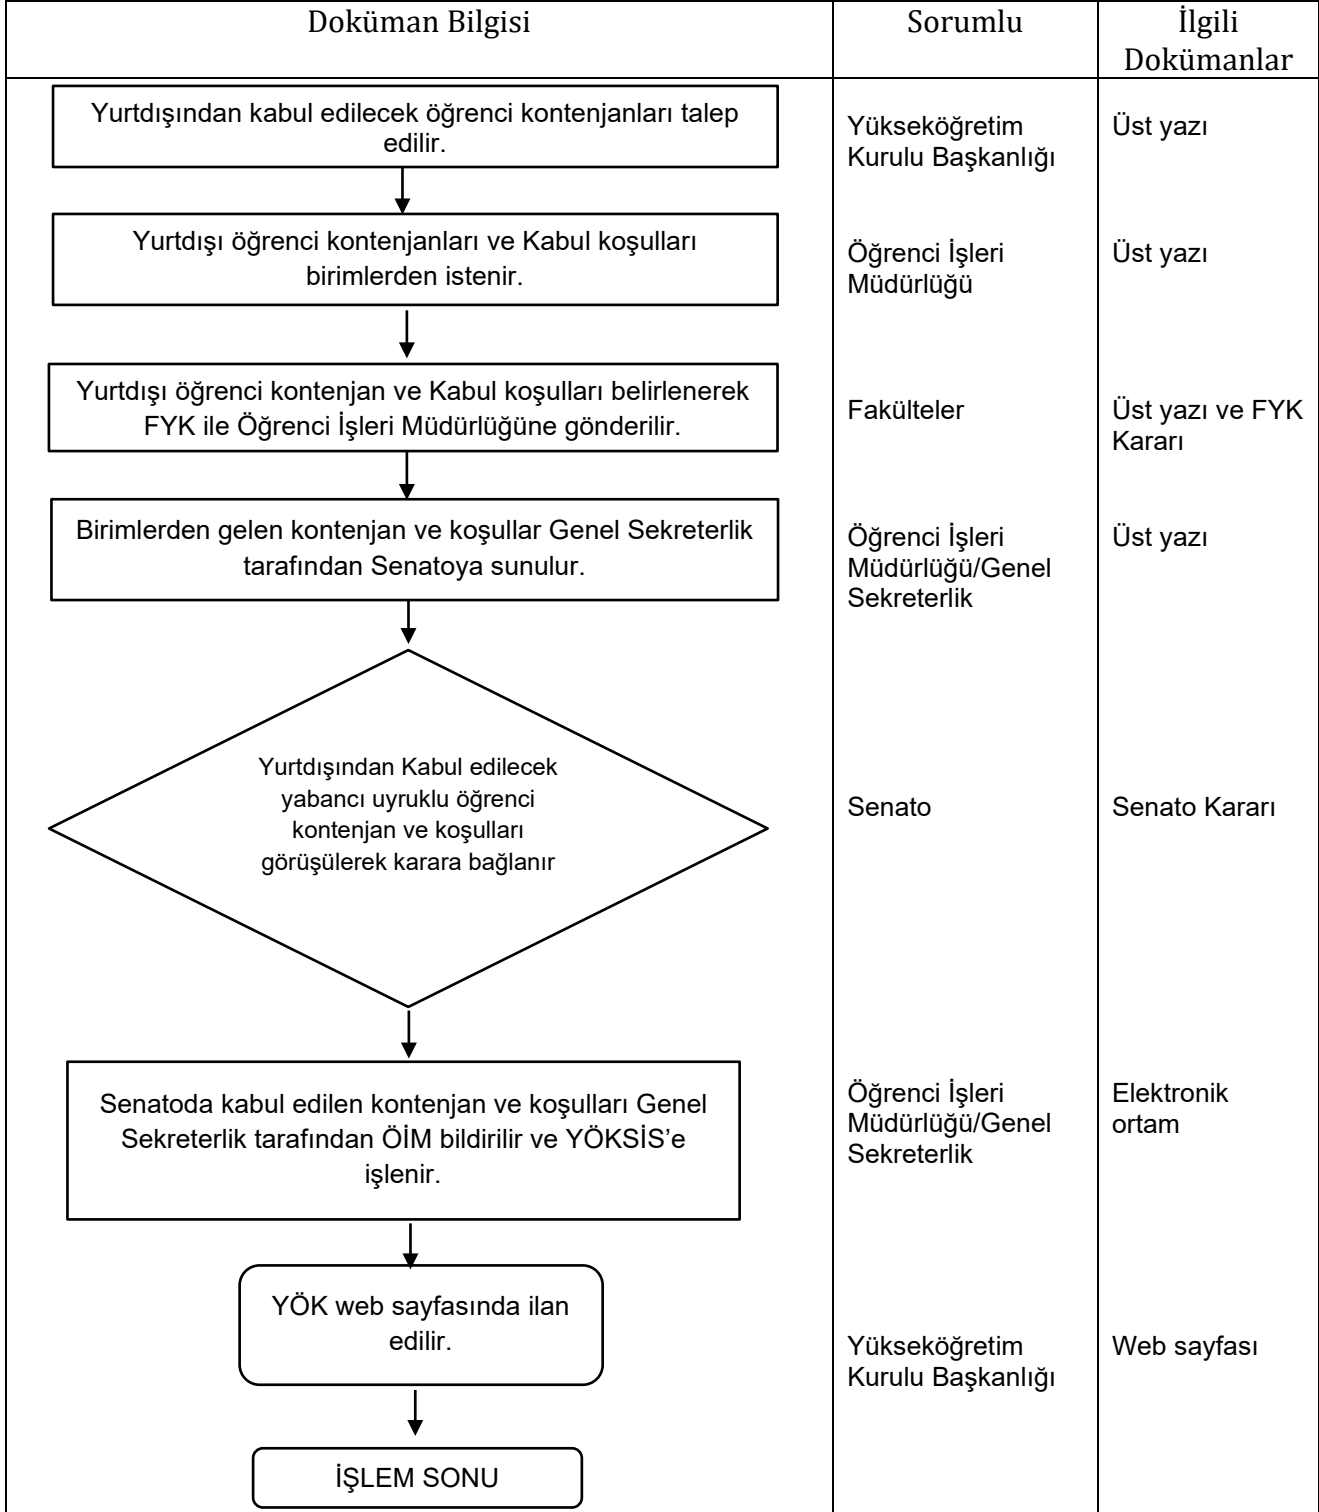 Doküman Bilgisi
Sorumlu
İlgili
Dokümanlar
Yurtdışından kabul edilecek öğrenci kontenjanları talep
edilir.
Yükseköğretim
Kurulu Başkanlığı
Üst yazı
Yurtdışı öğrenci kontenjanları ve Kabul koşulları
birimlerden istenir.
Öğrenci İşleri
Müdürlüğü
Üst yazı
Yurtdışı öğrenci kontenjan ve Kabul koşulları belirlenerek
FYK ile Öğrenci İşleri Müdürlüğüne gönderilir.
Fakülteler
Üst yazı ve FYK
Kararı
Birimlerden gelen kontenjan ve koşullar Genel Sekreterlik
tarafından Senatoya sunulur.
Öğrenci İşleri
Müdürlüğü/Genel
Sekreterlik
Üst yazı
Yurtdışından Kabul edilecek
yabancı uyruklu öğrenci
kontenjan ve koşulları
görüşülerek karara bağlanır
Senato
Senato Kararı
Senatoda kabul edilen kontenjan ve koşulları Genel
Sekreterlik tarafından ÖİM bildirilir ve YÖKSİS’e
işlenir.
Öğrenci İşleri
Müdürlüğü/Genel
Sekreterlik
Elektronik
ortam
YÖK web sayfasında ilan
edilir.
Yükseköğretim
Kurulu Başkanlığı
Web sayfası
İŞLEM SONU